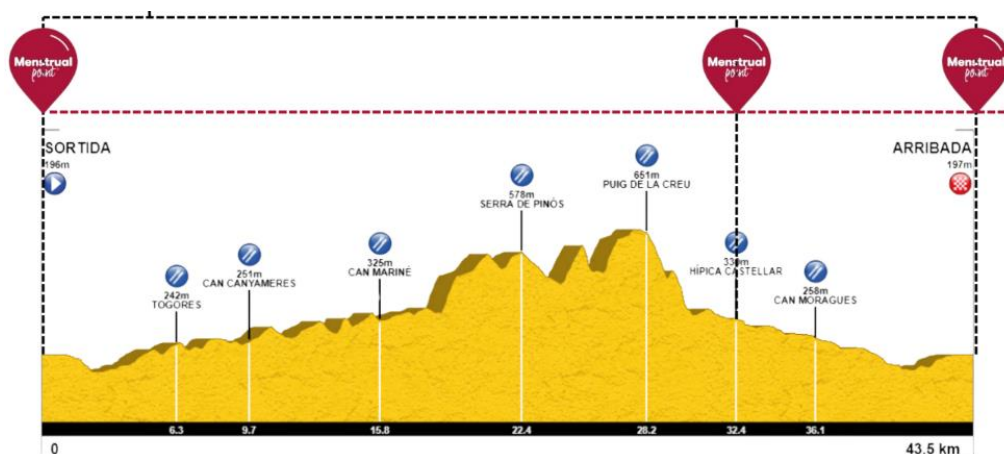 Menstrual
point
Menstrual
point
Menstrual
point
SORTIDA
196m
ARRIBADA
197m
651m
PUIG DE LA CREU
578m
SERRA DE PINÓS
325m
CAN MARINÉ
251m
CAN CANYAMERES
242m
TOGORES
HÍPICA CASTELLAR
258m
CAN MORAGUES
6.3 9.7 15.8 22.4 28.2 32.4 36.1
0 43.5 km